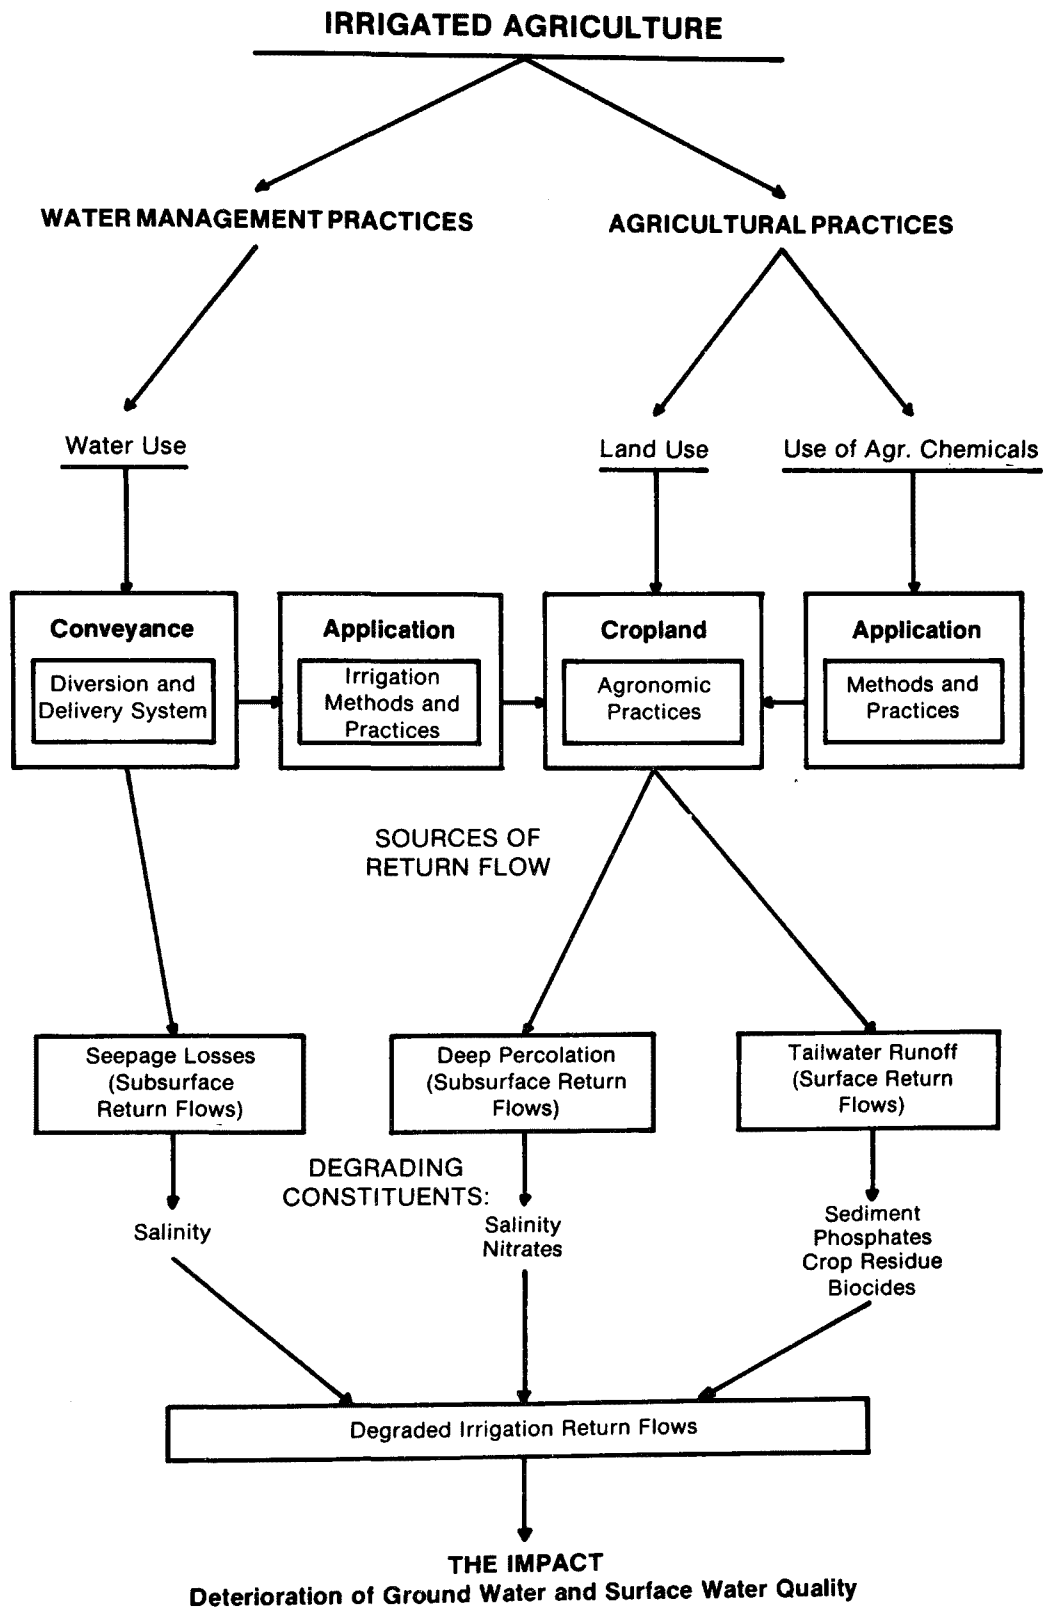 IRRIGATED AGRICULTURE
WATER MANAGEMENT PRACTICES
AGRICULTURAL PRACTICES
Water Use
Land Use
Use of Agr. Chemicals
Conveyance
Diversion and
Delivery System
Application
Irrigation
Methods and
Practices
Cropland
Agronomic
Practices
Application
Methods and
Practices
SOURCES OF
RETURN FLOW
Seepage Losses
(Subsurface
Return Flows)
Deep Percolation
(Subsurface Return
Flows)
Tailwater Runoff
(Surface Return
Flows)
DEGRADING
CONSTITUENTS:
Salinity
Salinity
Nitrates
Sediment
Phosphates
Crop Residue
Biocides
Degraded Irrigation Return Flows
THE IMPACT
Deterioration of Ground Water and Surface Water Quality